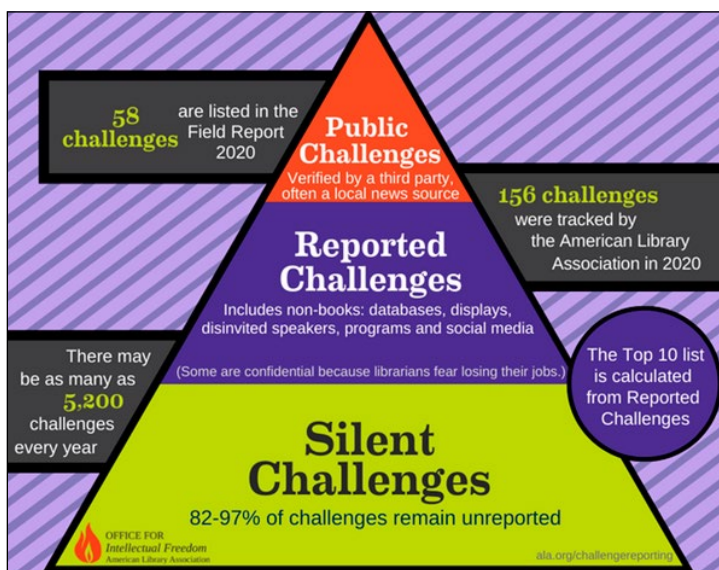 58
challenges
are listed in the
Field Report
2020
Public
Challenges
Verified by a third party,
often a local news source
156 challenges
were tracked by
the American Library
Association in 2020
Reported
Challenges
Includes non-books: databases, displays,
disinvited speakers, programs and social media
(Some are confidential because librarians fear losing their jobs.)
There may
be as many as
5,200
challenges
every year
The Top 10 list
is calculated
from Reported
Challenges
Silent
Challenges
82-97% of challenges remain unreported
OFFICE FOR
Intellectual Freedom
American Library Association
ala.org/challengereporting